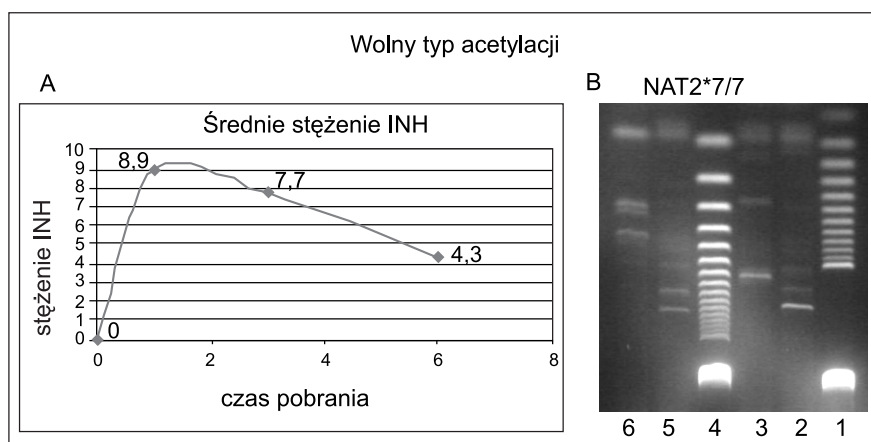 Wolny typ acetylacji
A
Średnie stężenie INH
stężenie INH
10
9
8
7
6
5
4
3
2
1
0
8,9
7,7
4,3
0
0 2 4 6 8
czas pobrania
B
NAT2*7/7
6 5 4 3 2 1